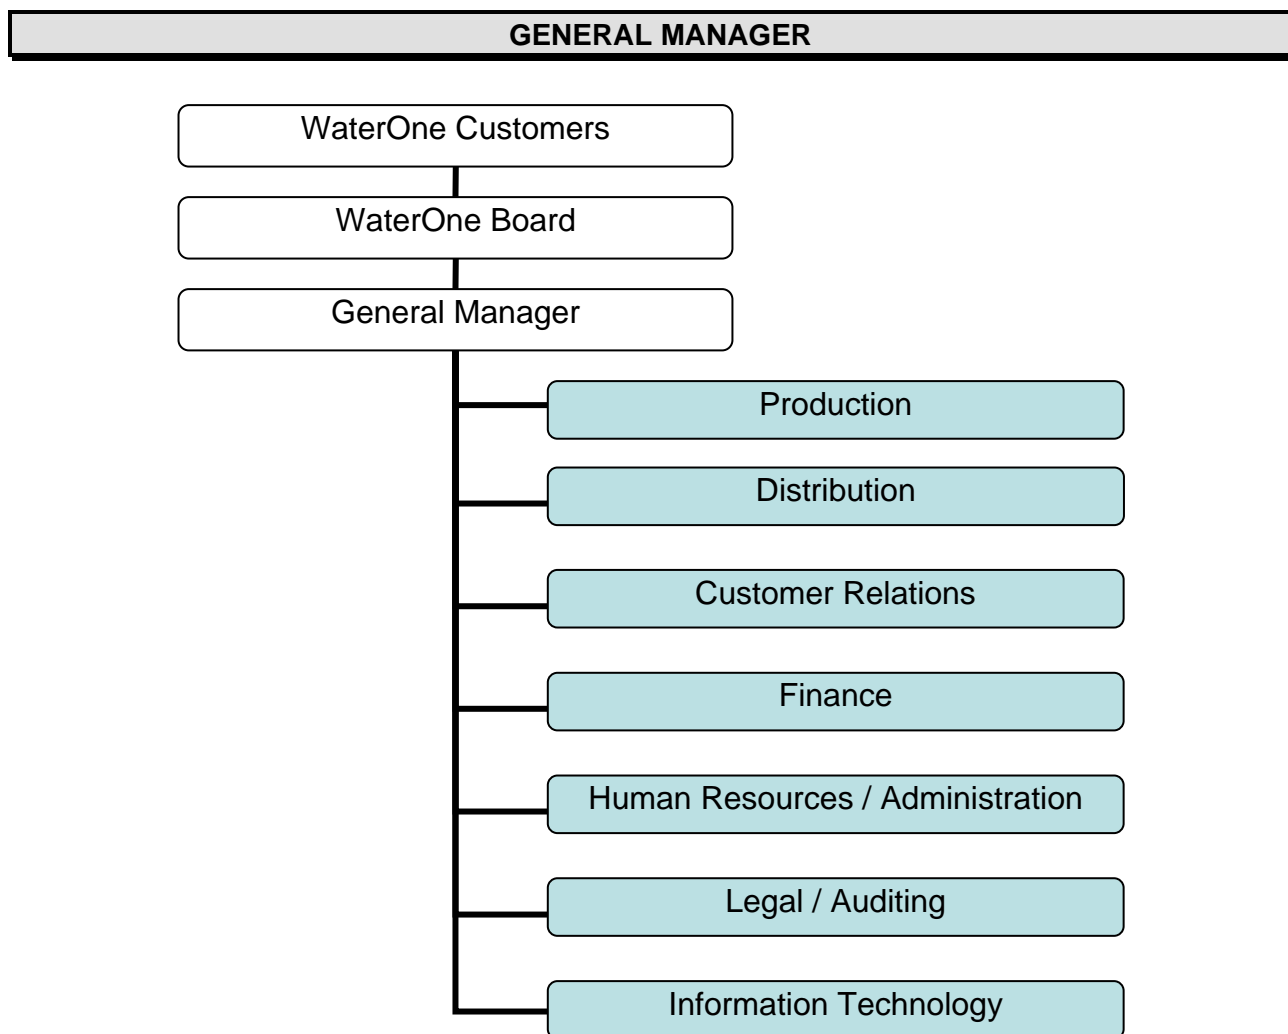 GENERAL MANAGER
WaterOne Customers
WaterOne Board
General Manager
Production
Distribution
Customer Relations
Finance
Human Resources / Administration
Legal / Auditing
Information Technology